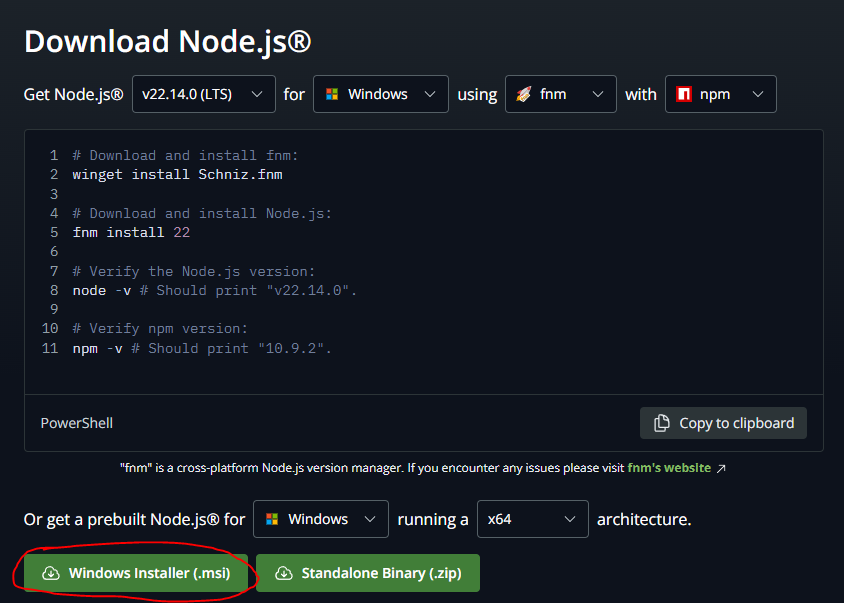 Download Node.js®
Get Node.js® v22.14.0 (LTS) for Windows using fnm with npm
1 # Download and install fnm:
2 winget install Schniz.fnm
3
4 # Download and install Node.js:
5 fnm install 22
6
7 # Verify the Node.js version:
8 node -v # Should print "v22.14.0".
9
10 # Verify npm version:
11 npm -v # Should print "10.9.2".
PowerShell Copy to clipboard
"fnm" is a cross-platform Node.js version manager. If you encounter any issues please visit fnm's website ↗
Or get a prebuilt Node.js® for Windows running a x64 architecture.
Windows Installer (.msi) Standalone Binary (.zip)